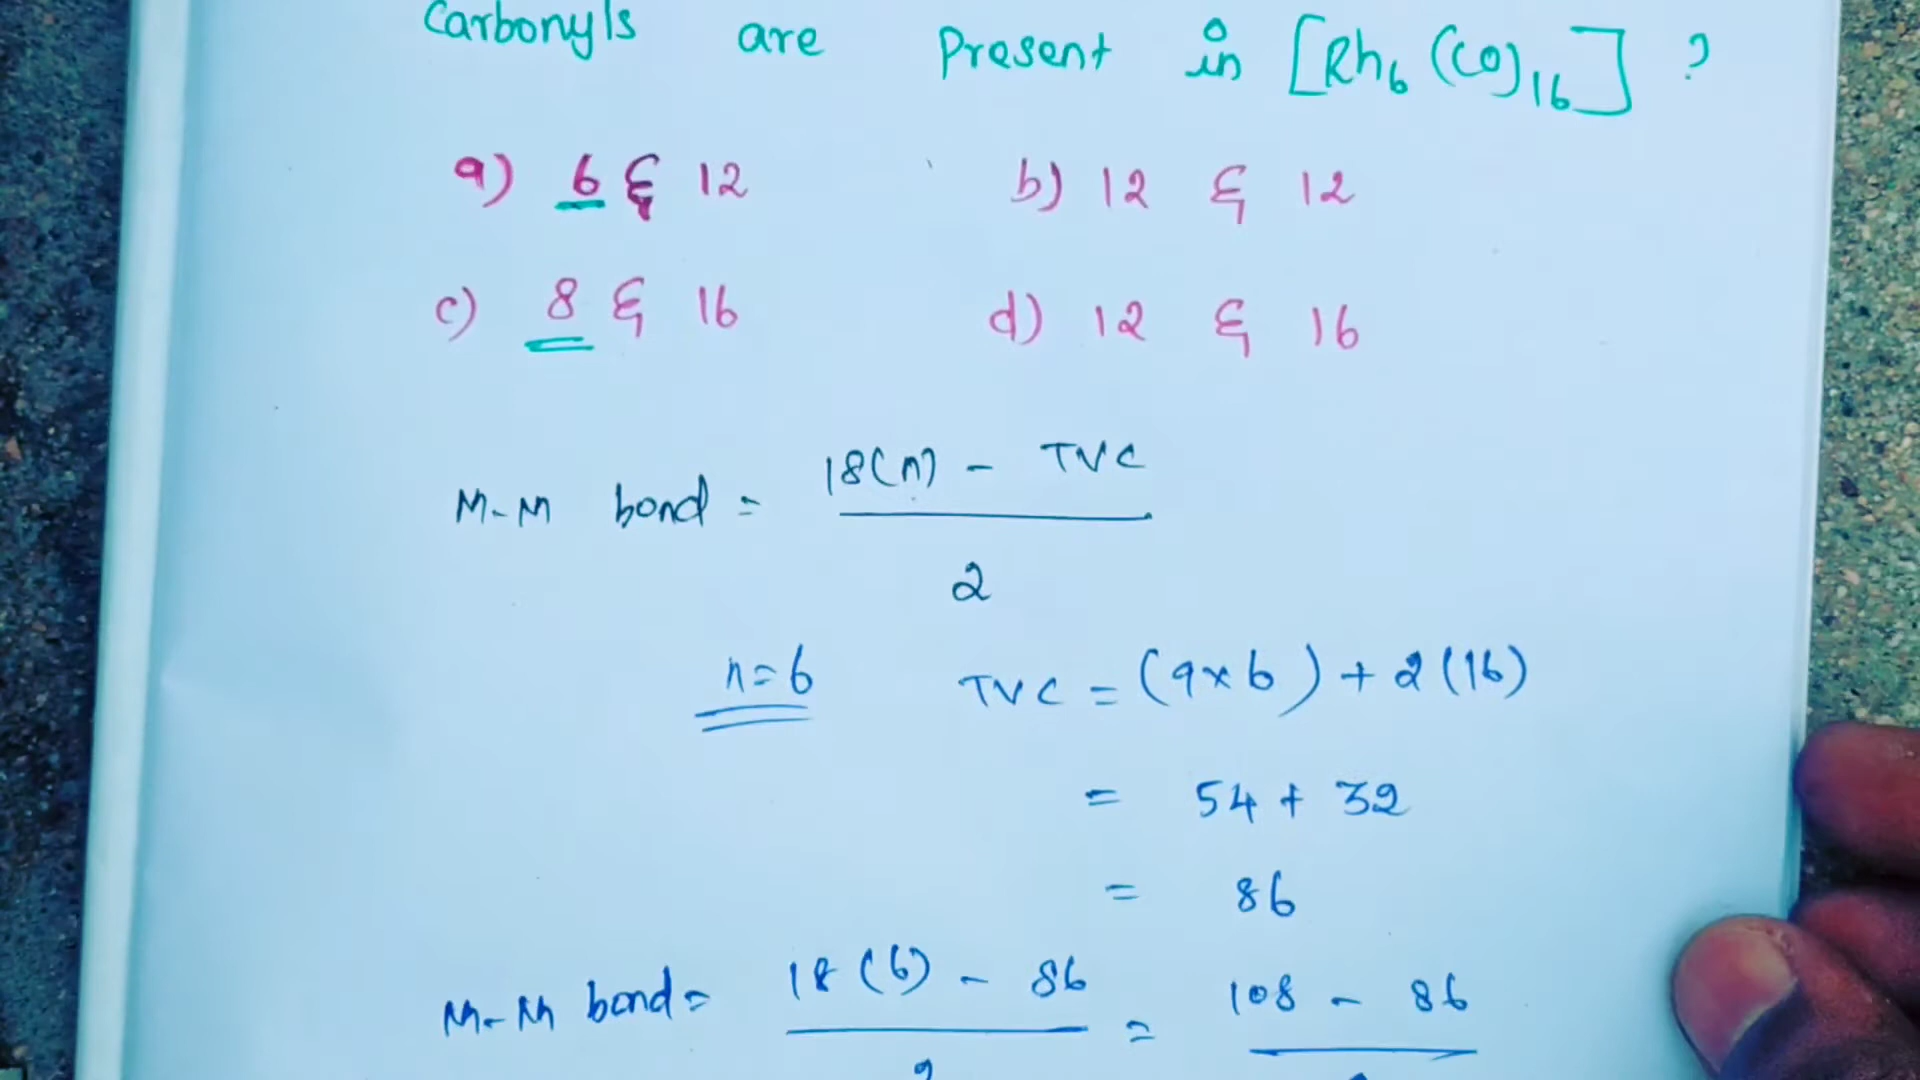 Carbonyls are Present in [Rh6 (CO)16] ?
a) 6 & 12 b) 12 & 12
c) 8 & 16 d) 12 & 16
M-M bond = 18(n) - TVC
2
n=6 TVC = (9×6) + 2(16)
= 54 + 32
= 86
M-M bond = 18(6) - 86 = 108 - 86